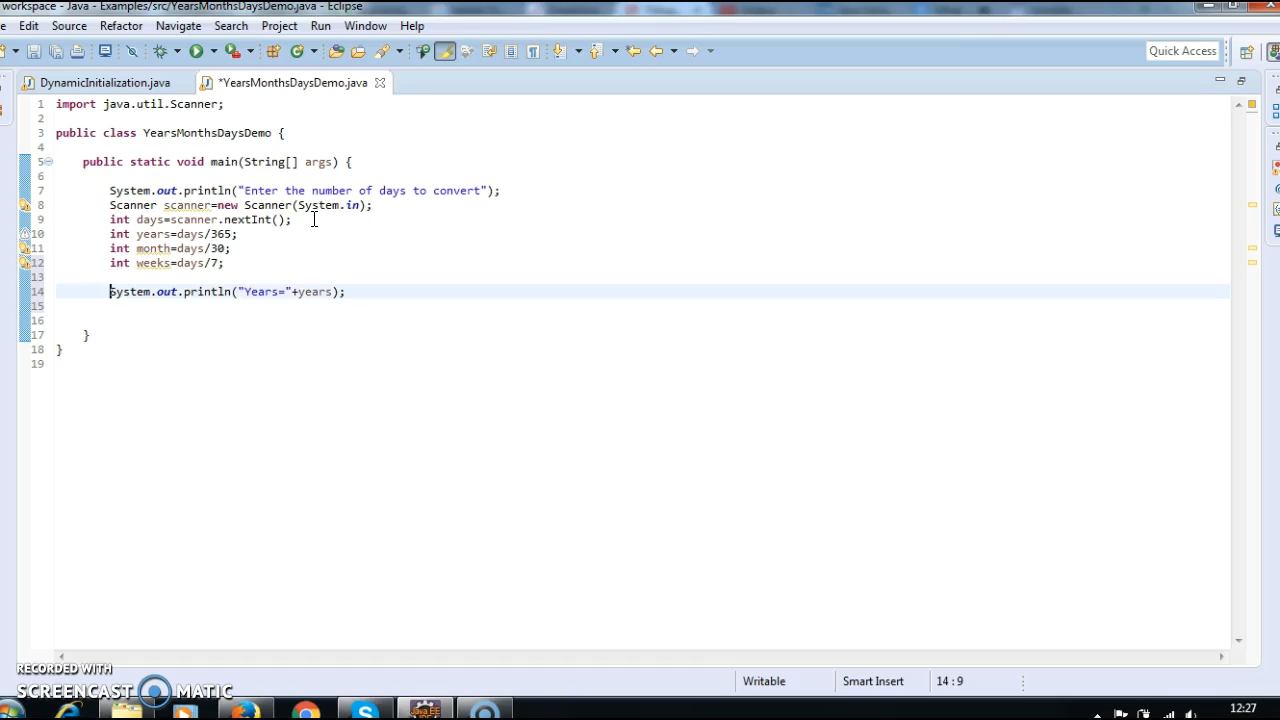 workspace - Java - Examples/src/YearsMonthsDaysDemo.java - Eclipse
Edit Source Refactor Navigate Search Project Run Window Help
Quick Access
DynamicInitialization.java *YearsMonthsDaysDemo.java
1 import java.util.Scanner;
2
3 public class YearsMonthsDaysDemo {
4
5 public static void main(String[] args) {
6
7 System.out.println("Enter the number of days to convert");
8 Scanner scanner=new Scanner(System.in);
9 int days=scanner.nextInt();
10 int years=days/365;
11 int month=days/30;
12 int weeks=days/7;
13
14 System.out.println("Years="+years);
15
16
17 }
18 }
19
RECORDED WITH
SCREENCAST MATIC
Writable Smart Insert 14 : 9
12:27